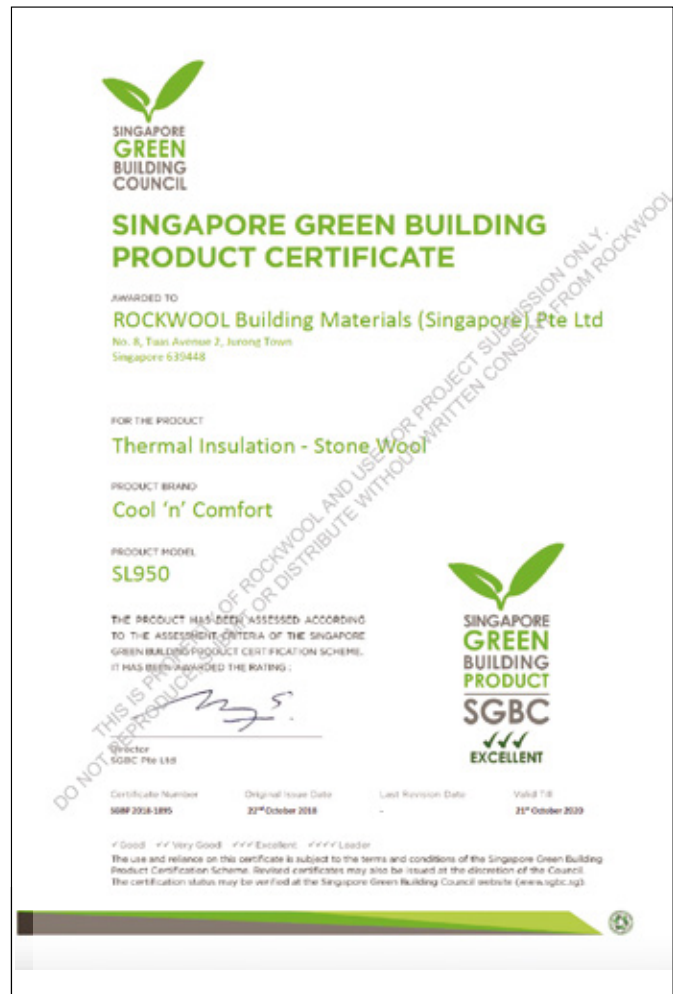 SINGAPORE
GREEN
BUILDING
COUNCIL
SINGAPORE GREEN BUILDING
PRODUCT CERTIFICATE
AWARDED TO
ROCKWOOL Building Materials (Singapore) Pte Ltd
No. 8, Tuas Avenue 2, Jurong Town
Singapore 639448
FOR THE PRODUCT
Thermal Insulation - Stone Wool
PRODUCT BRAND
Cool 'n' Comfort
PRODUCT MODEL
SL950
THE PRODUCT HAS BEEN ASSESSED ACCORDING
TO THE ASSESSMENT CRITERIA OF THE SINGAPORE
GREEN BUILDING PRODUCT CERTIFICATION SCHEME.
IT HAS BEEN AWARDED THE RATING :
Director
SGBC Pte Ltd
SINGAPORE
GREEN
BUILDING
PRODUCT
SGBC
✓✓✓
EXCELLENT
Certificate Number Original Issue Date Last Revision Date Valid Till
SGBP 2018-1895 22nd October 2018 - 21st October 2020
✓Good ✓✓Very Good ✓✓✓Excellent ✓✓✓✓Leader
The use and reliance on this certificate is subject to the terms and conditions of the Singapore Green Building
Product Certification Scheme. Revised certificates may also be issued at the discretion of the Council.
The certification status may be verified at the Singapore Green Building Council website (www.sgbc.sg)
THIS IS PROPERTY OF ROCKWOOL AND USE FOR PROJECT SUBMISSION ONLY.
DO NOT REPRODUCE, SUBMIT OR DISTRIBUTE WITHOUT WRITTEN CONSENT FROM ROCKWOOL